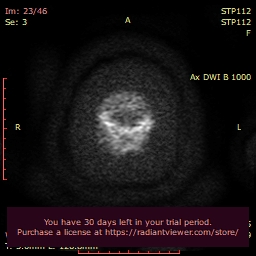 Im: 23/46
Se: 3
A
STP112
STP112
F
Ax DWI B 1000
R
L
You have 30 days left in your trial period.
Purchase a license at https://radiantviewer.com/store/